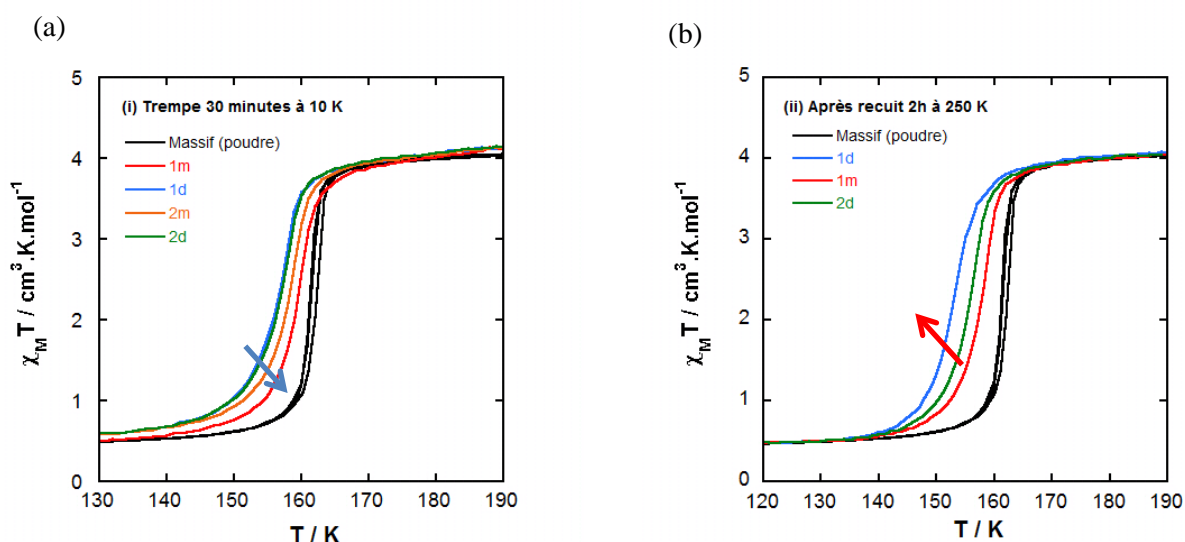 (a)
5
4
3
2
1
0
(i) Trempe 30 minutes à 10 K
Massif (poudre)
1m
1d
2m
2d
χMT / cm³.K.mol⁻¹
130 140 150 160 170 180 190
T / K
(b)
5
4
3
2
1
0
(ii) Après recuit 2h à 250 K
Massif (poudre)
1d
1m
2d
χMT / cm³.K.mol⁻¹
120 130 140 150 160 170 180 190
T / K